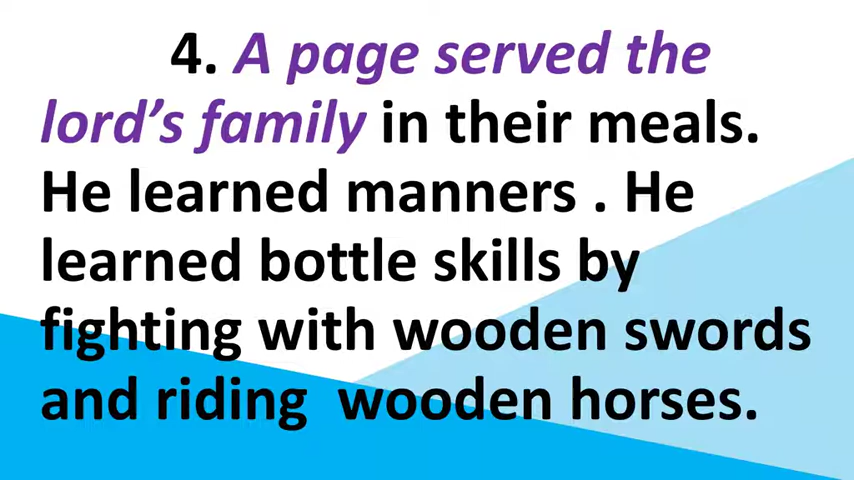 4. A page served the
lord’s family in their meals.
He learned manners . He
learned bottle skills by
fighting with wooden swords
and riding  wooden horses.